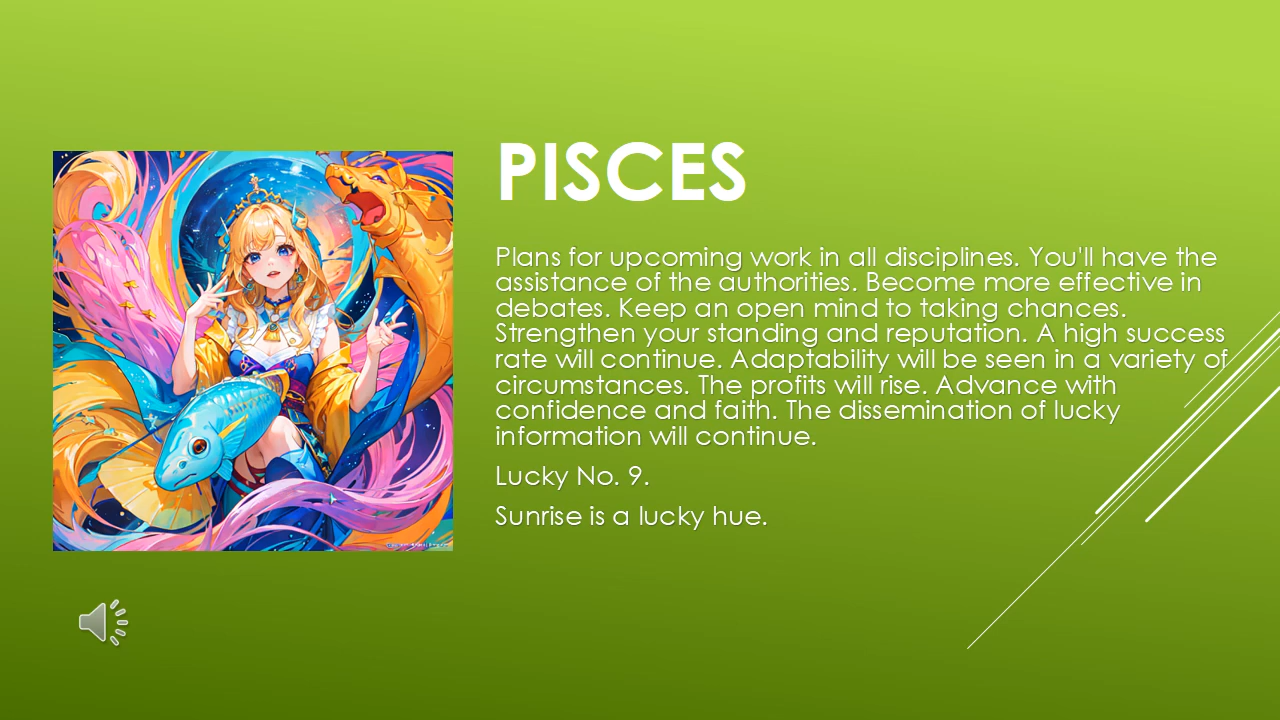 PISCES
Plans for upcoming work in all disciplines. You'll have the
assistance of the authorities. Become more effective in
debates. Keep an open mind to taking chances.
Strengthen your standing and reputation. A high success
rate will continue. Adaptability will be seen in a variety of
circumstances. The profits will rise. Advance with
confidence and faith. The dissemination of lucky
information will continue.
Lucky No. 9.
Sunrise is a lucky hue.